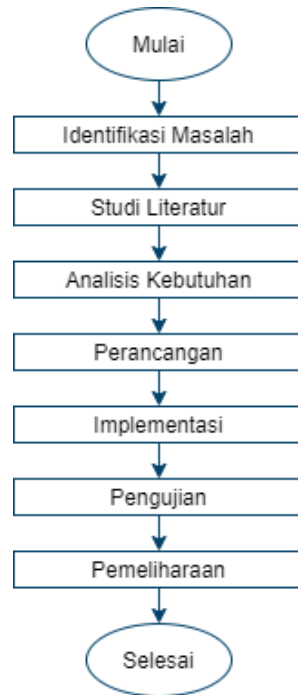 Mulai
Identifikasi Masalah
Studi Literatur
Analisis Kebutuhan
Perancangan
Implementasi
Pengujian
Pemeliharaan
Selesai